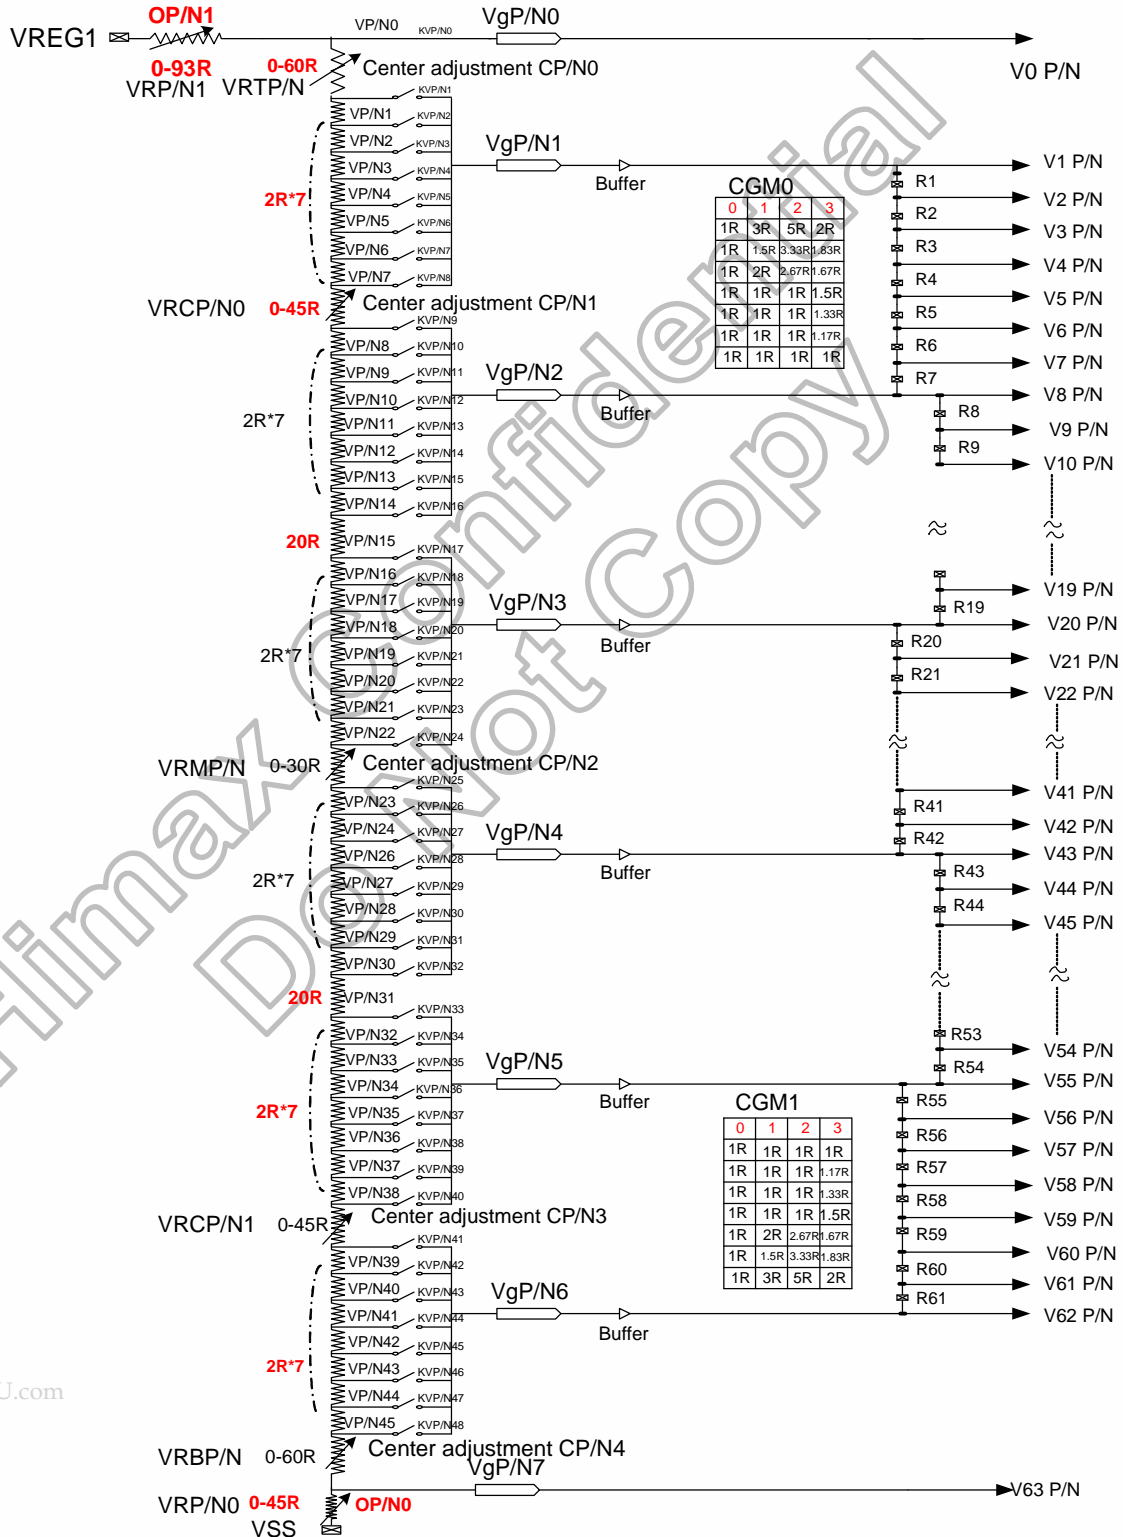 OP/N1
VREG1
VP/N0
KVP/N0
VgP/N0
0-93R
VRP/N1
0-60R
VRTP/N
Center adjustment CP/N0
V0 P/N
KVP/N1
VP/N1
KVP/N2
VP/N2
KVP/N3
VP/N3
KVP/N4
VP/N4
KVP/N5
VP/N5
KVP/N6
VP/N6
KVP/N7
VP/N7
KVP/N8
2R*7
VgP/N1
Buffer
V1 P/N
R1
V2 P/N
R2
V3 P/N
R3
V4 P/N
R4
V5 P/N
R5
V6 P/N
R6
V7 P/N
R7
V8 P/N
CGM0
0 1 2 3
1R 3R 5R 2R
1R 1.5R 3.33R 1.83R
1R 2R 2.67R 1.67R
1R 1R 1R 1.5R
1R 1R 1R 1.33R
1R 1R 1R 1.17R
1R 1R 1R 1R
VRCP/N0
0-45R
Center adjustment CP/N1
KVP/N9
VP/N8
KVP/N10
VP/N9
KVP/N11
VP/N10
KVP/N12
VP/N11
KVP/N13
VP/N12
KVP/N14
VP/N13
KVP/N15
VP/N14
KVP/N16
2R*7
VgP/N2
Buffer
R8
V9 P/N
R9
V10 P/N
20R
VP/N15
KVP/N17
VP/N16
KVP/N18
VP/N17
KVP/N19
VP/N18
KVP/N20
VP/N19
KVP/N21
VP/N20
KVP/N22
VP/N21
KVP/N23
VP/N22
KVP/N24
2R*7
VgP/N3
Buffer
V19 P/N
R19
V20 P/N
R20
V21 P/N
R21
V22 P/N
VRMP/N
0-30R
Center adjustment CP/N2
KVP/N25
VP/N23
KVP/N26
VP/N24
KVP/N27
VP/N26
KVP/N28
VP/N27
KVP/N29
VP/N28
KVP/N30
VP/N29
KVP/N31
VP/N30
KVP/N32
2R*7
VgP/N4
Buffer
V41 P/N
R41
V42 P/N
R42
V43 P/N
R43
V44 P/N
R44
V45 P/N
20R
VP/N31
KVP/N33
VP/N32
KVP/N34
VP/N33
KVP/N35
VP/N34
KVP/N36
VP/N35
KVP/N37
VP/N36
KVP/N38
VP/N37
KVP/N39
VP/N38
KVP/N40
2R*7
VgP/N5
Buffer
R53
V54 P/N
R54
V55 P/N
R55
V56 P/N
R56
V57 P/N
R57
V58 P/N
R58
V59 P/N
R59
V60 P/N
R60
V61 P/N
R61
V62 P/N
CGM1
0 1 2 3
1R 1R 1R 1R
1R 1R 1R 1.17R
1R 1R 1R 1.33R
1R 1R 1R 1.5R
1R 2R 2.67R 1.67R
1R 1.5R 3.33R 1.83R
1R 3R 5R 2R
VRCP/N1
0-45R
Center adjustment CP/N3
KVP/N41
VP/N39
KVP/N42
VP/N40
KVP/N43
VP/N41
KVP/N44
VP/N42
KVP/N45
VP/N43
KVP/N46
VP/N44
KVP/N47
VP/N45
KVP/N48
2R*7
VgP/N6
Buffer
VRBP/N
0-60R
Center adjustment CP/N4
VgP/N7
V63 P/N
VRP/N0
0-45R
OP/N0
VSS
Himax Confidential
Do Not Copy
U.com